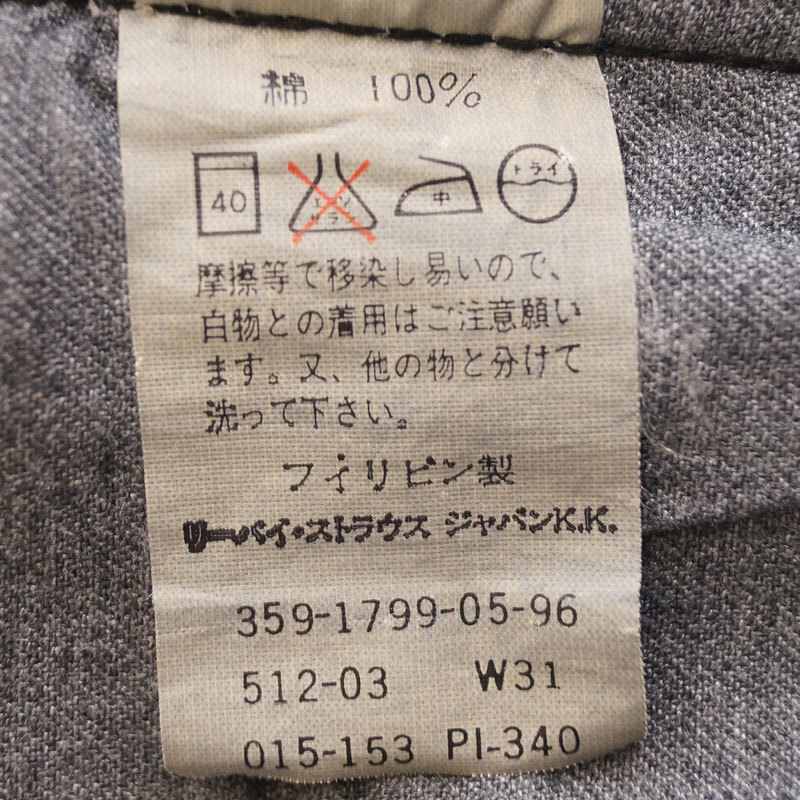 綿 100%
40 エンソサラシ 中 ドライ
摩擦等で移染し易いので、
白物との着用はご注意願い
ます。又、他の物と分けて
洗って下さい。
フィリピン製
リーバイ・ストラウス ジャパンK.K.
359-1799-05-96
512-03 W31
015-153 PI-340